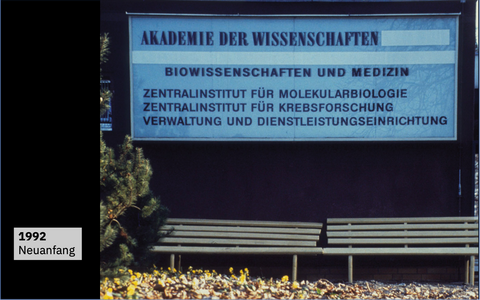 AKADEMIE DER WISSENSCHAFTEN
BIOWISSENSCHAFTEN UND MEDIZIN
ZENTRALINSTITUT FÜR MOLEKULARBIOLOGIE
ZENTRALINSTITUT FÜR KREBSFORSCHUNG
VERWALTUNG UND DIENSTLEISTUNGSEINRICHTUNG
1992
Neuanfang